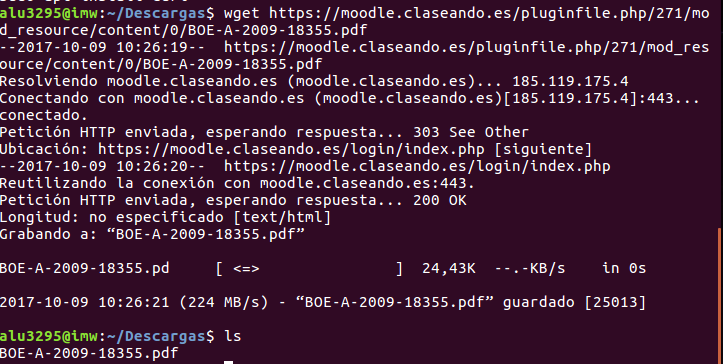 alu3295@imw:~/Descargas$ wget https://moodle.claseando.es/pluginfile.php/271/mo
d_resource/content/0/BOE-A-2009-18355.pdf
--2017-10-09 10:26:19--  https://moodle.claseando.es/pluginfile.php/271/mod_res
ource/content/0/BOE-A-2009-18355.pdf
Resolviendo moodle.claseando.es (moodle.claseando.es)... 185.119.175.4
Conectando con moodle.claseando.es (moodle.claseando.es)[185.119.175.4]:443...
conectado.
Petición HTTP enviada, esperando respuesta... 303 See Other
Ubicación: https://moodle.claseando.es/login/index.php [siguiente]
--2017-10-09 10:26:20--  https://moodle.claseando.es/login/index.php
Reutilizando la conexión con moodle.claseando.es:443.
Petición HTTP enviada, esperando respuesta... 200 OK
Longitud: no especificado [text/html]
Grabando a: “BOE-A-2009-18355.pdf”
BOE-A-2009-18355.pd     [ <=>                ]  24,43K  --.-KB/s    in 0s
2017-10-09 10:26:21 (224 MB/s) - “BOE-A-2009-18355.pdf” guardado [25013]
alu3295@imw:~/Descargas$ ls
BOE-A-2009-18355.pdf